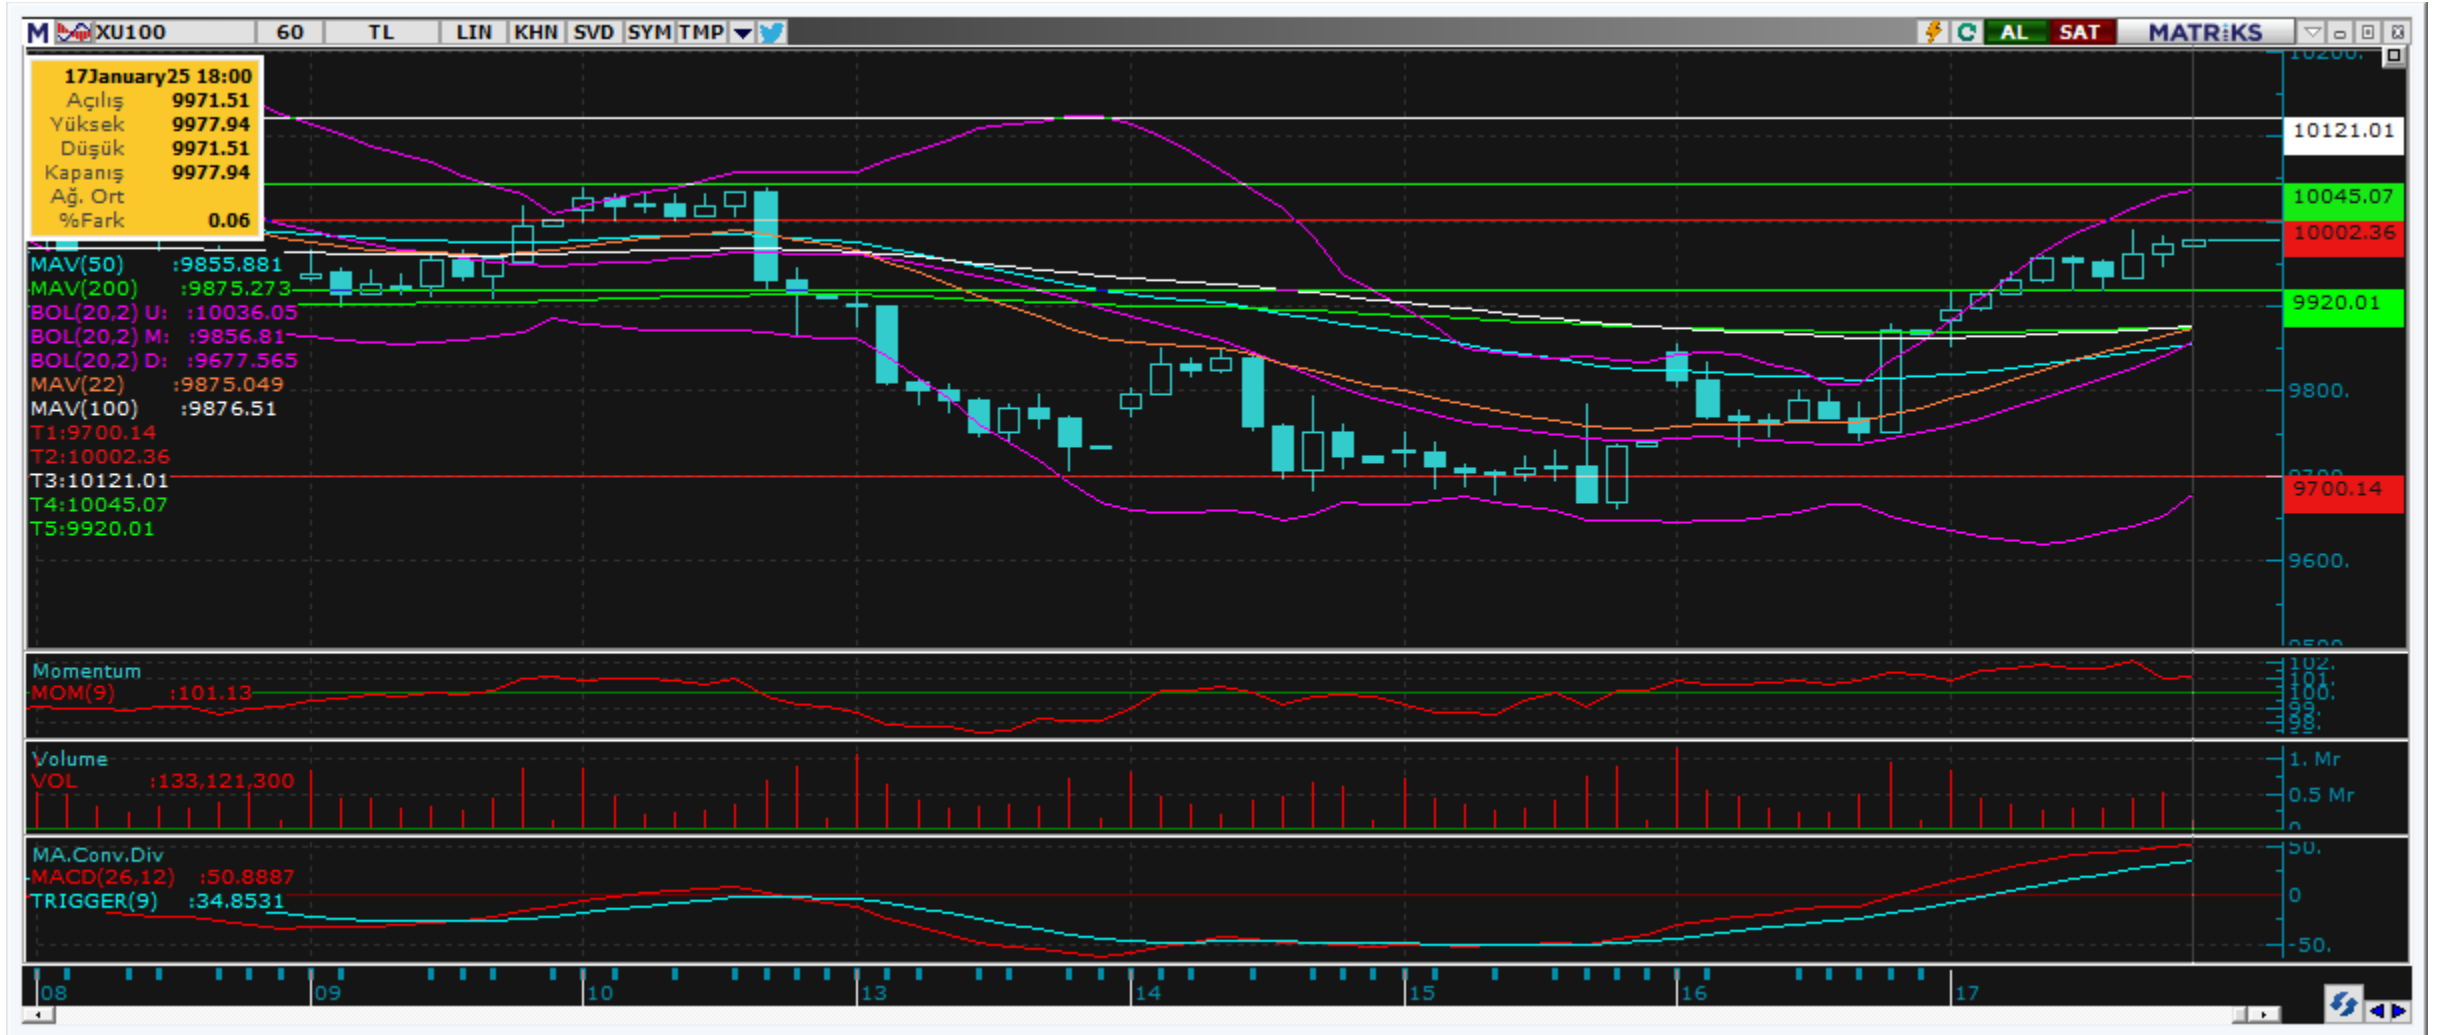 M XU100 60 TL LIN KHN SVD SYM TMP AL SAT MATRiKS
17January25 18:00
Açılış 9971.51
Yüksek 9977.94
Düşük 9971.51
Kapanış 9977.94
Ağ. Ort
%Fark 0.06
MAV(50) :9855.881
MAV(200) :9875.273
BOL(20,2) U: :10036.05
BOL(20,2) M: :9856.81
BOL(20,2) D: :9677.565
MAV(22) :9875.049
MAV(100) :9876.51
T1:9700.14
T2:10002.36
T3:10121.01
T4:10045.07
T5:9920.01
10200.
10121.01
10045.07
10002.36
9920.01
9800.
9700.
9700.14
9600.
9500.
Momentum
MOM(9) :101.13
102.
101.
100.
99.
98.
Volume
VOL :133,121,300
1. Mr
0.5 Mr
0
MA.Conv.Div
MACD(26,12) :50.8887
TRIGGER(9) :34.8531
50.
0
-50.
08 09 10 13 14 15 16 17